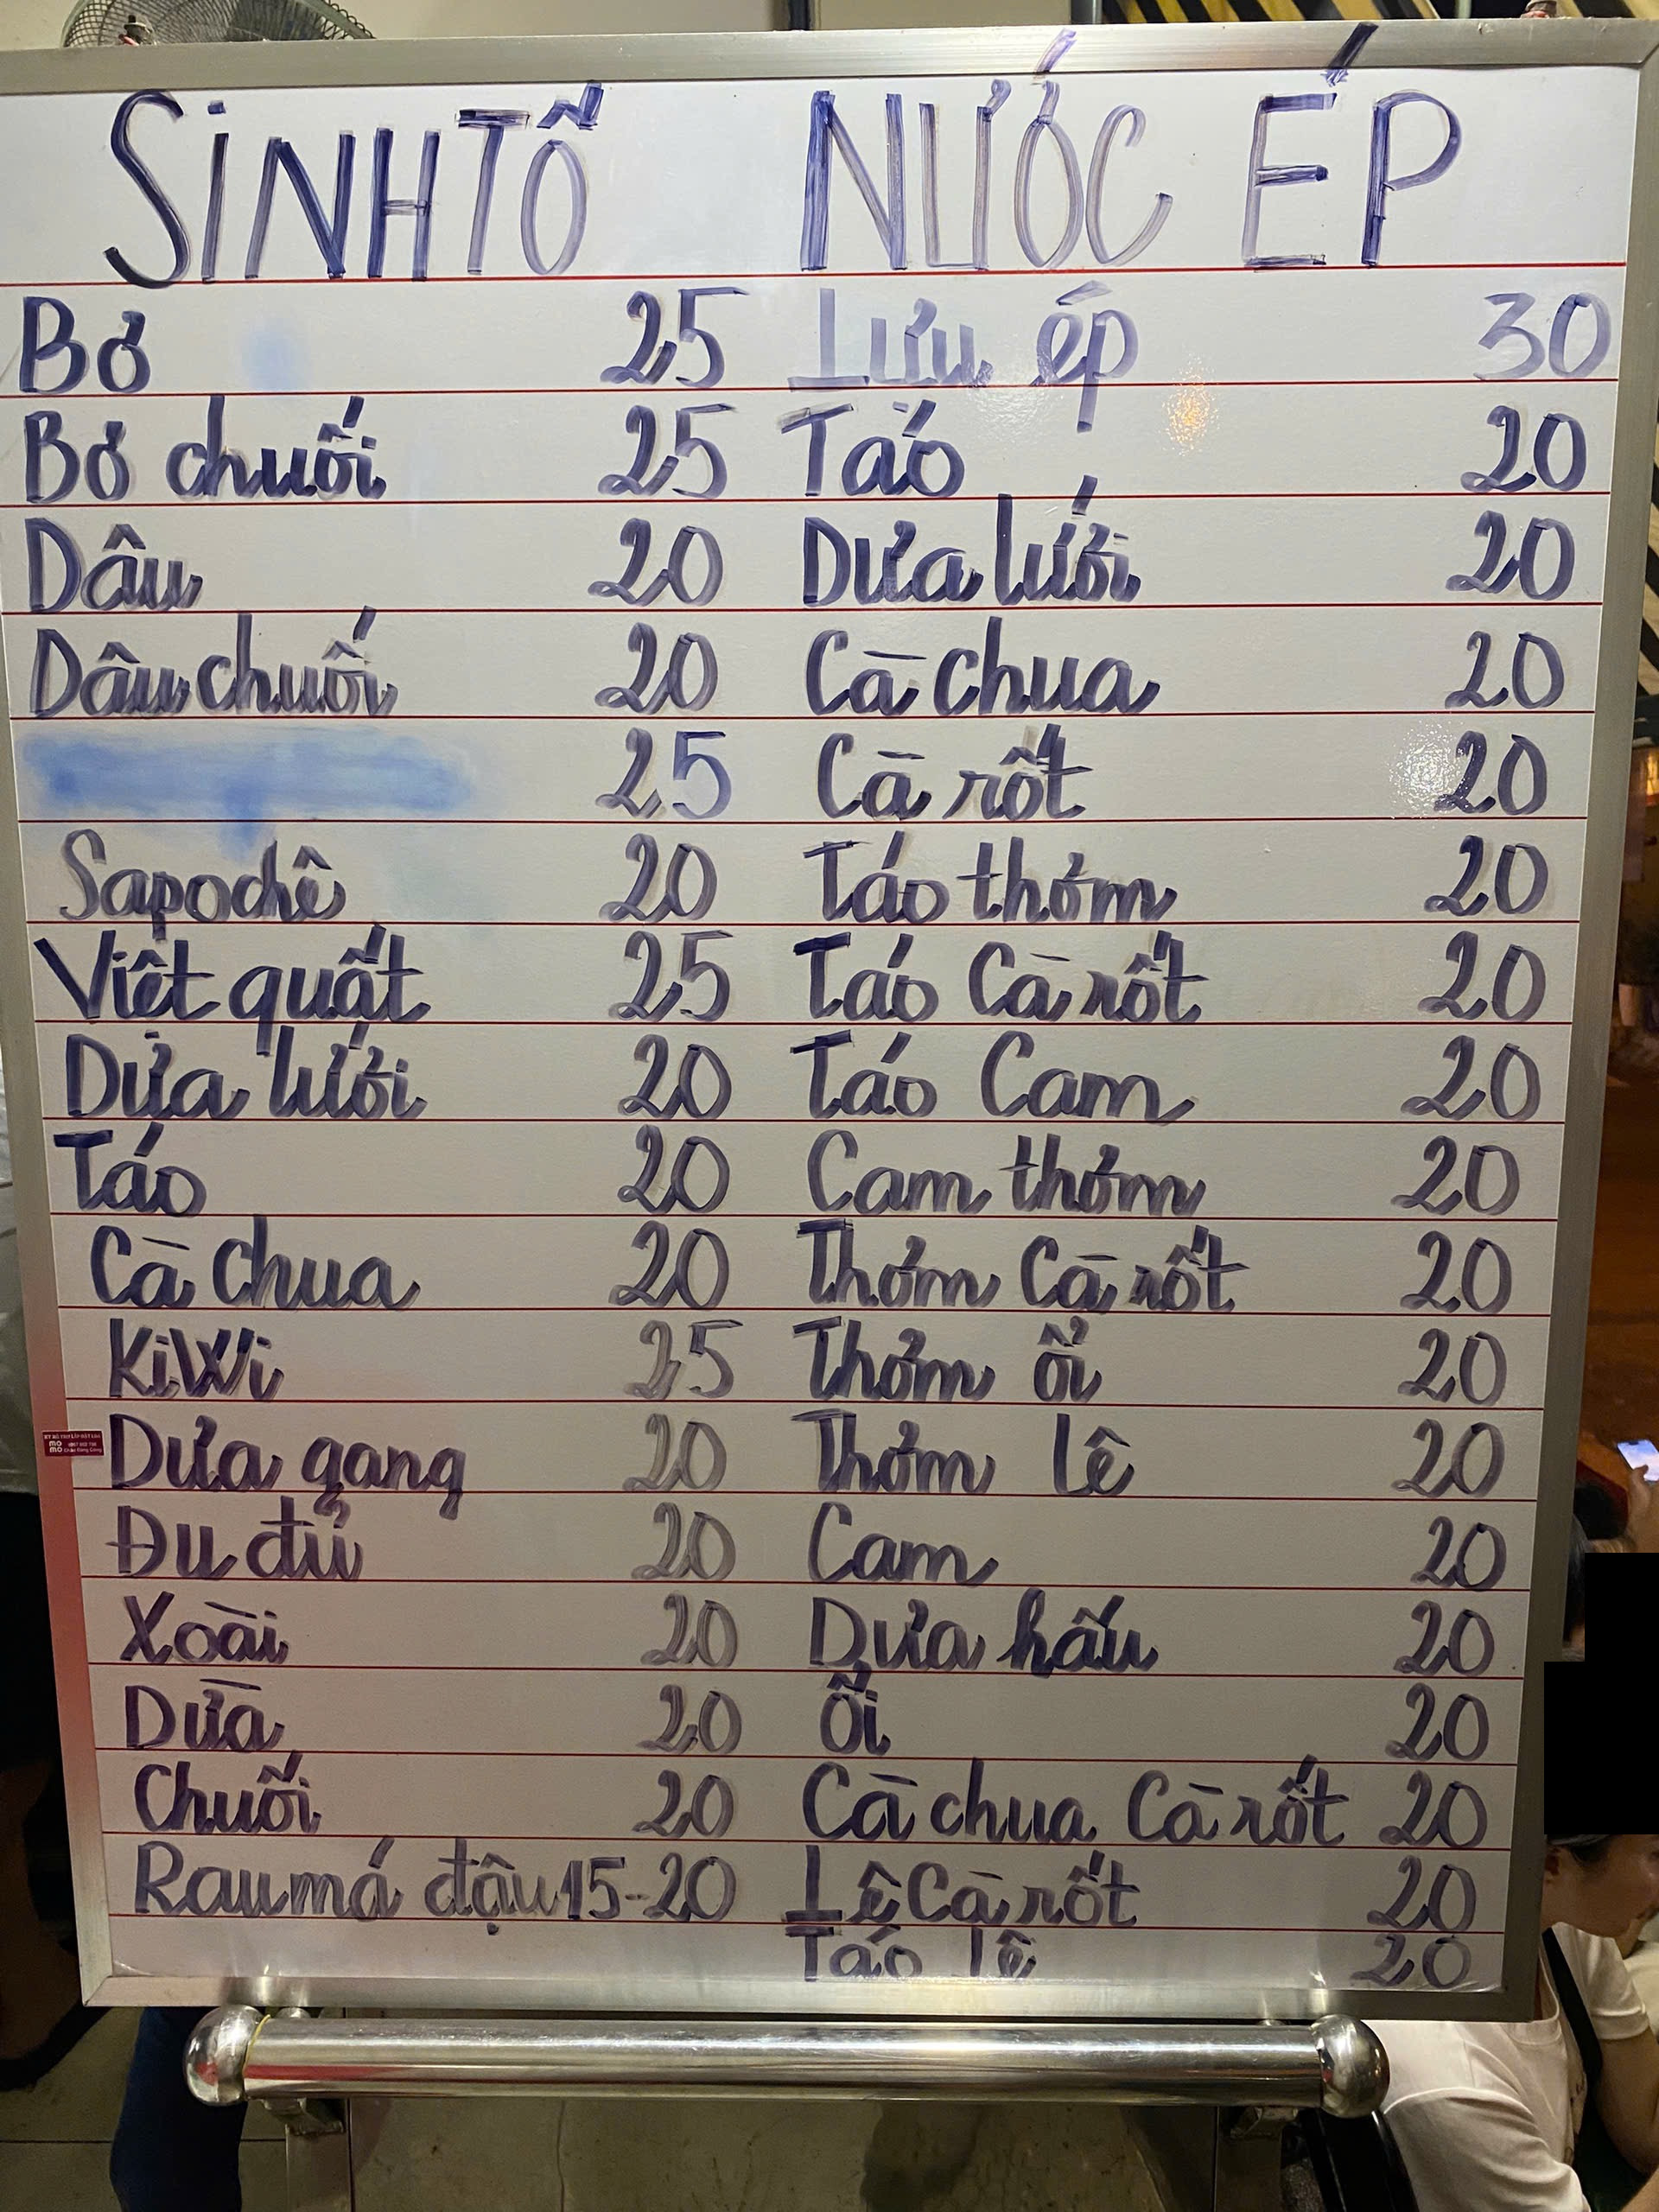 SINH TỐ NƯỚC ÉP
Bơ 25 Lựu ép 30
Bơ chuối 25 Táo 20
Dâu 20 Dưa lưới 20
Dâu chuối 20 Cà chua 20
25 Cà rốt 20
Sapochê 20 Táo thơm 20
Việt quất 25 Táo Cà rốt 20
Dưa lưới 20 Táo Cam 20
Táo 20 Cam thơm 20
Cà chua 20 Thơm Cà rốt 20
KiWi 25 Thơm ổi 20
Dưa gang 20 Thơm lê 20
Đu đủ 20 Cam 20
Xoài 20 Dưa hấu 20
Dừa 20 Ổi 20
Chuối 20 Cà chua Cà rốt 20
Rau má đậu 15-20 Lê Cà rốt 20
Táo lê 20